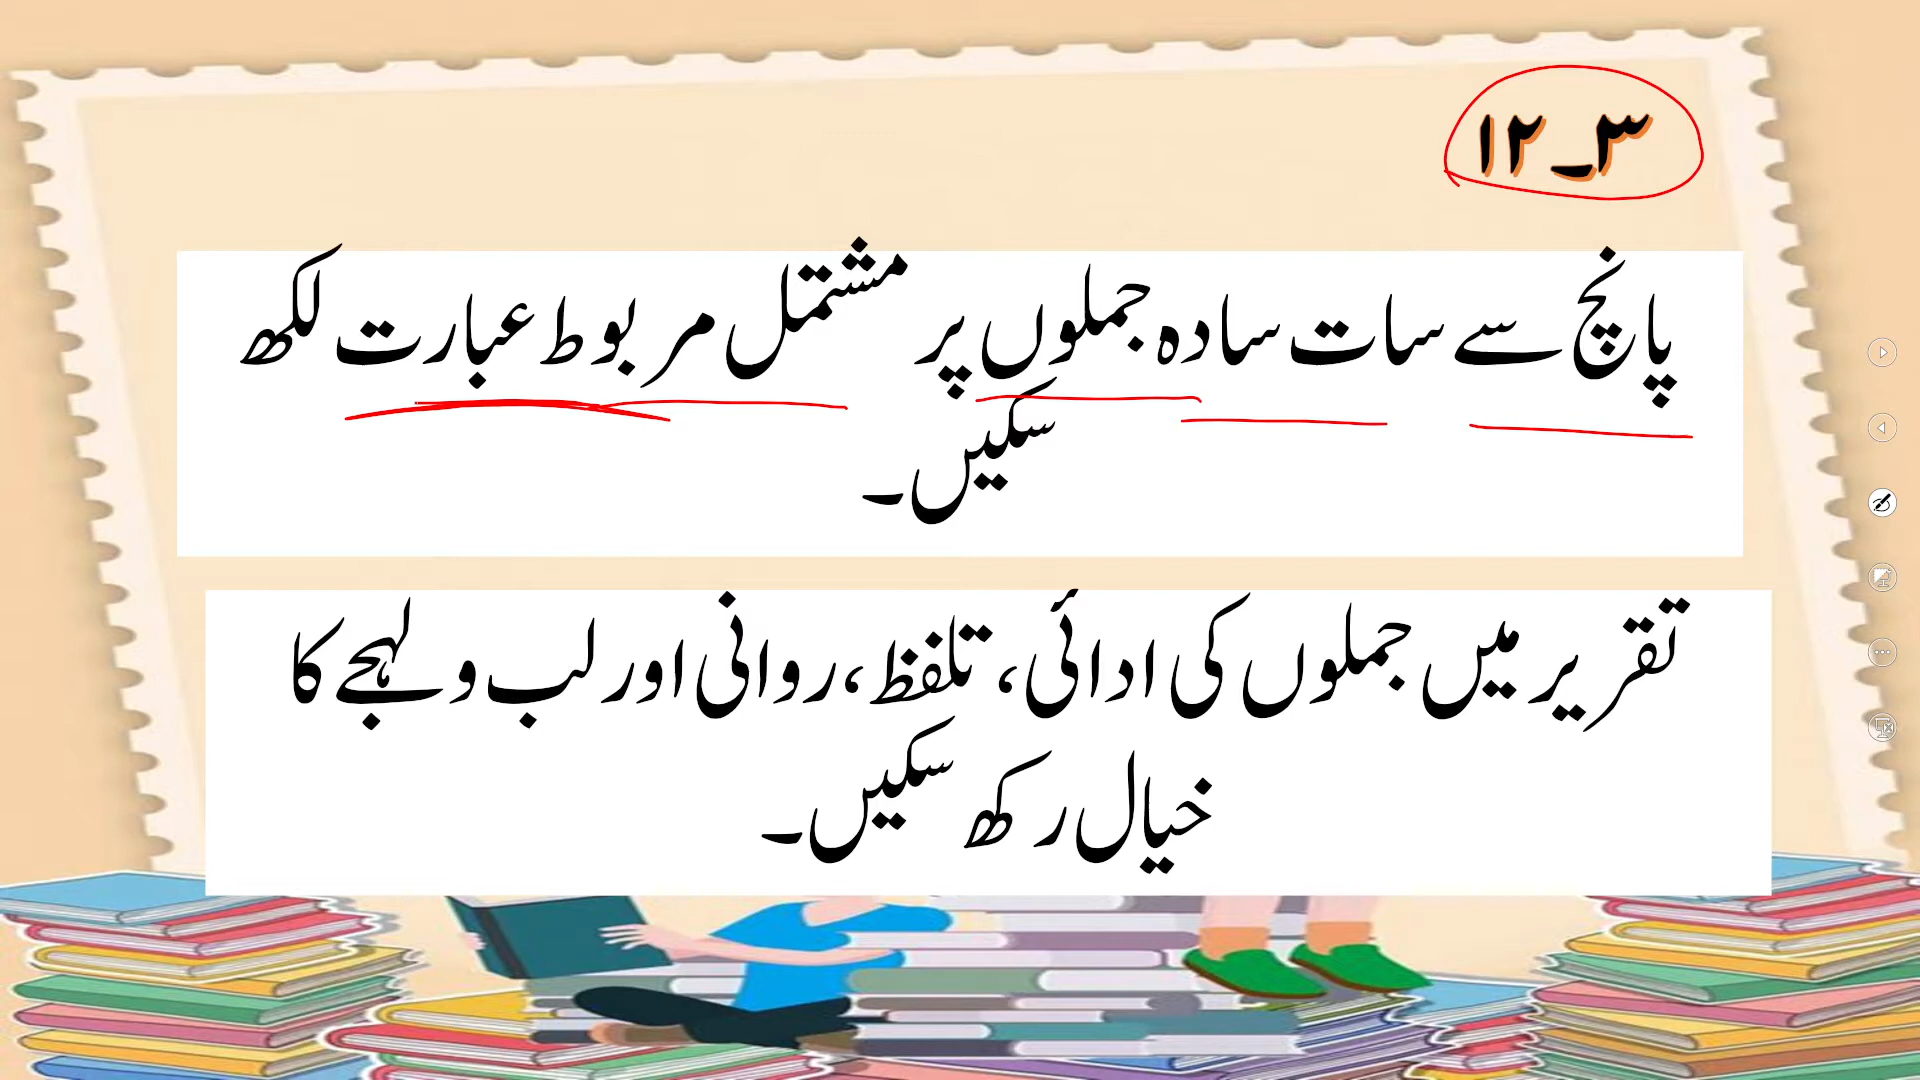 ۳۔۱۲
پانچ سے سات سادہ جملوں پر مشتمل مربوط عبارت لکھ
سکیں۔
تقریر میں جملوں کی ادائی، تلفظ، روانی اور لب و لہجے کا
خیال رکھ سکیں۔